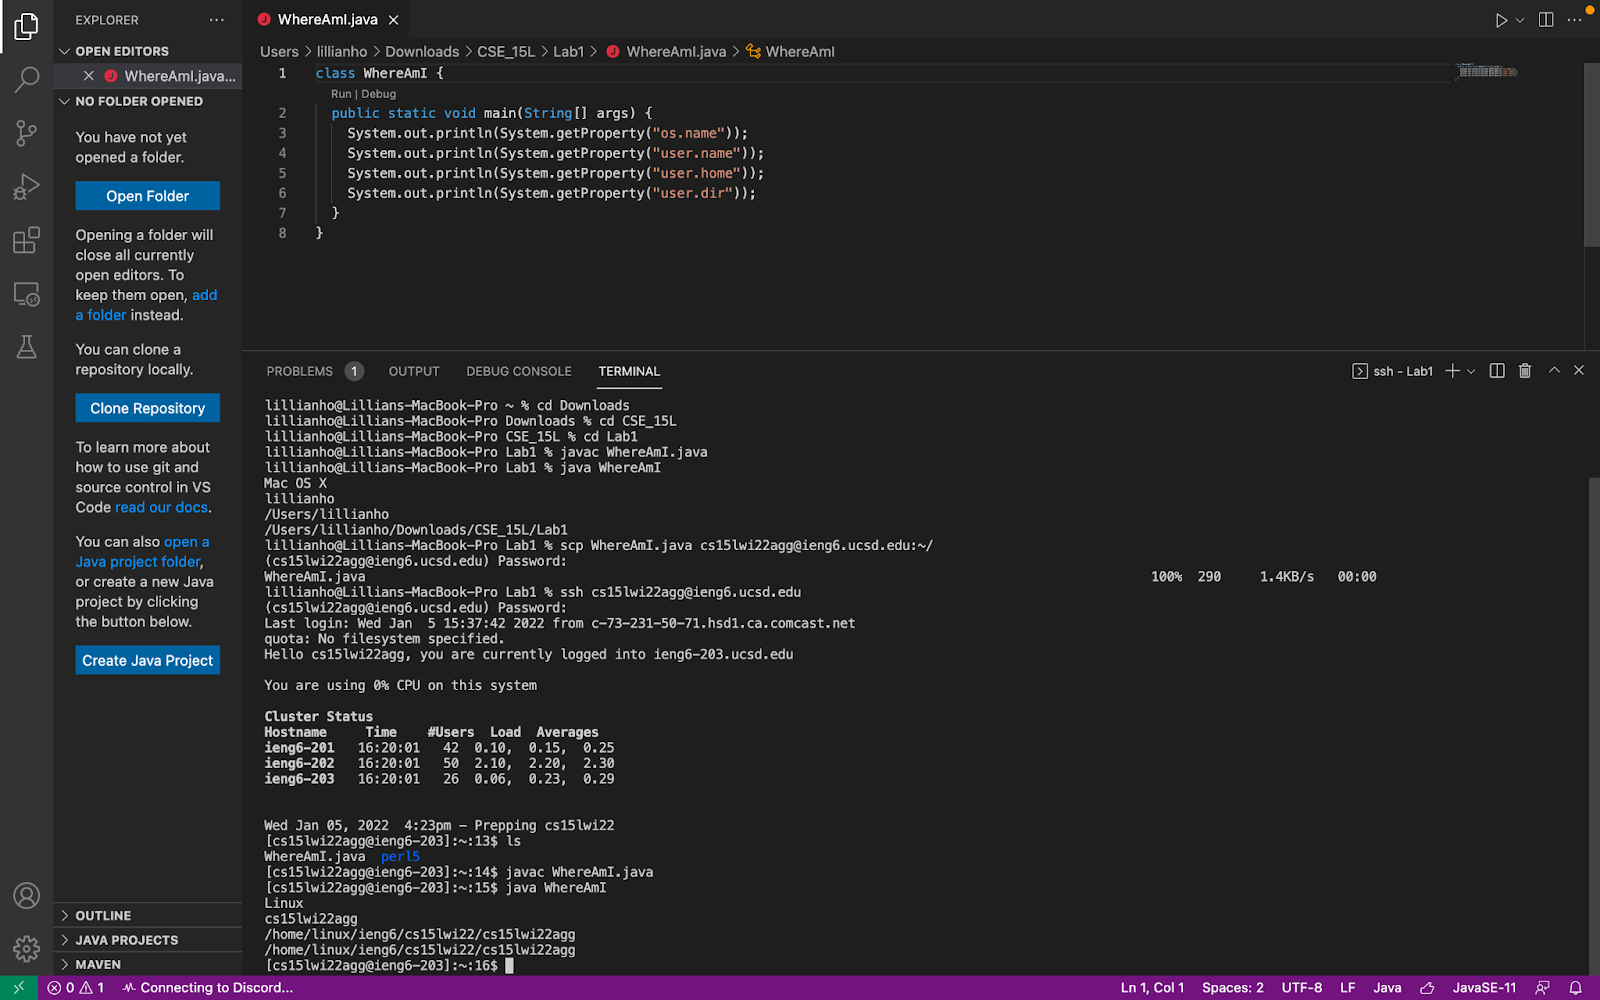 EXPLORER
OPEN EDITORS
WhereAmI.java...
NO FOLDER OPENED
You have not yet
opened a folder.
Open Folder
Opening a folder will
close all currently
open editors. To
keep them open, add
a folder instead.
You can clone a
repository locally.
Clone Repository
To learn more about
how to use git and
source control in VS
Code read our docs.
You can also open a
Java project folder,
or create a new Java
project by clicking
the button below.
Create Java Project
OUTLINE
JAVA PROJECTS
MAVEN
WhereAmI.java
Users > lillianho > Downloads > CSE_15L > Lab1 > WhereAmI.java > WhereAmI
1 class WhereAmI {
Run | Debug
2 public static void main(String[] args) {
3 System.out.println(System.getProperty("os.name"));
4 System.out.println(System.getProperty("user.name"));
5 System.out.println(System.getProperty("user.home"));
6 System.out.println(System.getProperty("user.dir"));
7 }
8 }
PROBLEMS 1 OUTPUT DEBUG CONSOLE TERMINAL ssh - Lab1
lillianho@Lillians-MacBook-Pro ~ % cd Downloads
lillianho@Lillians-MacBook-Pro Downloads % cd CSE_15L
lillianho@Lillians-MacBook-Pro CSE_15L % cd Lab1
lillianho@Lillians-MacBook-Pro Lab1 % javac WhereAmI.java
lillianho@Lillians-MacBook-Pro Lab1 % java WhereAmI
Mac OS X
lillianho
/Users/lillianho
/Users/lillianho/Downloads/CSE_15L/Lab1
lillianho@Lillians-MacBook-Pro Lab1 % scp WhereAmI.java cs15lwi22agg@ieng6.ucsd.edu:~/
(cs15lwi22agg@ieng6.ucsd.edu) Password:
WhereAmI.java 100% 290 1.4KB/s 00:00
lillianho@Lillians-MacBook-Pro Lab1 % ssh cs15lwi22agg@ieng6.ucsd.edu
(cs15lwi22agg@ieng6.ucsd.edu) Password:
Last login: Wed Jan 5 15:37:42 2022 from c-73-231-50-71.hsd1.ca.comcast.net
quota: No filesystem specified.
Hello cs15lwi22agg, you are currently logged into ieng6-203.ucsd.edu
You are using 0% CPU on this system
Cluster Status
Hostname Time #Users Load Averages
ieng6-201 16:20:01 42 0.10, 0.15, 0.25
ieng6-202 16:20:01 50 2.10, 2.20, 2.30
ieng6-203 16:20:01 26 0.06, 0.23, 0.29
Wed Jan 05, 2022 4:23pm - Prepping cs15lwi22
[cs15lwi22agg@ieng6-203]:~:13$ ls
WhereAmI.java perl5
[cs15lwi22agg@ieng6-203]:~:14$ javac WhereAmI.java
[cs15lwi22agg@ieng6-203]:~:15$ java WhereAmI
Linux
cs15lwi22agg
/home/linux/ieng6/cs15lwi22/cs15lwi22agg
/home/linux/ieng6/cs15lwi22/cs15lwi22agg
[cs15lwi22agg@ieng6-203]:~:16$
0 1 Connecting to Discord... Ln 1, Col 1 Spaces: 2 UTF-8 LF Java JavaSE-11